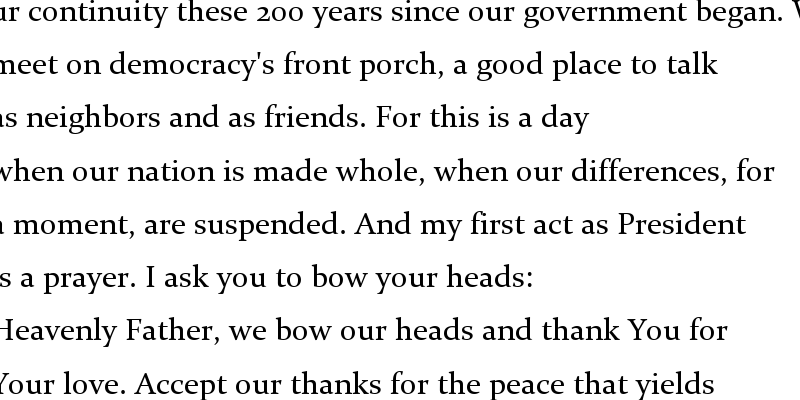 ur continuity these 200 years since our government began.
meet on democracy's front porch, a good place to talk
as neighbors and as friends. For this is a day
when our nation is made whole, when our differences, for
a moment, are suspended. And my first act as President
is a prayer. I ask you to bow your heads:
Heavenly Father, we bow our heads and thank You for
Your love. Accept our thanks for the peace that yields